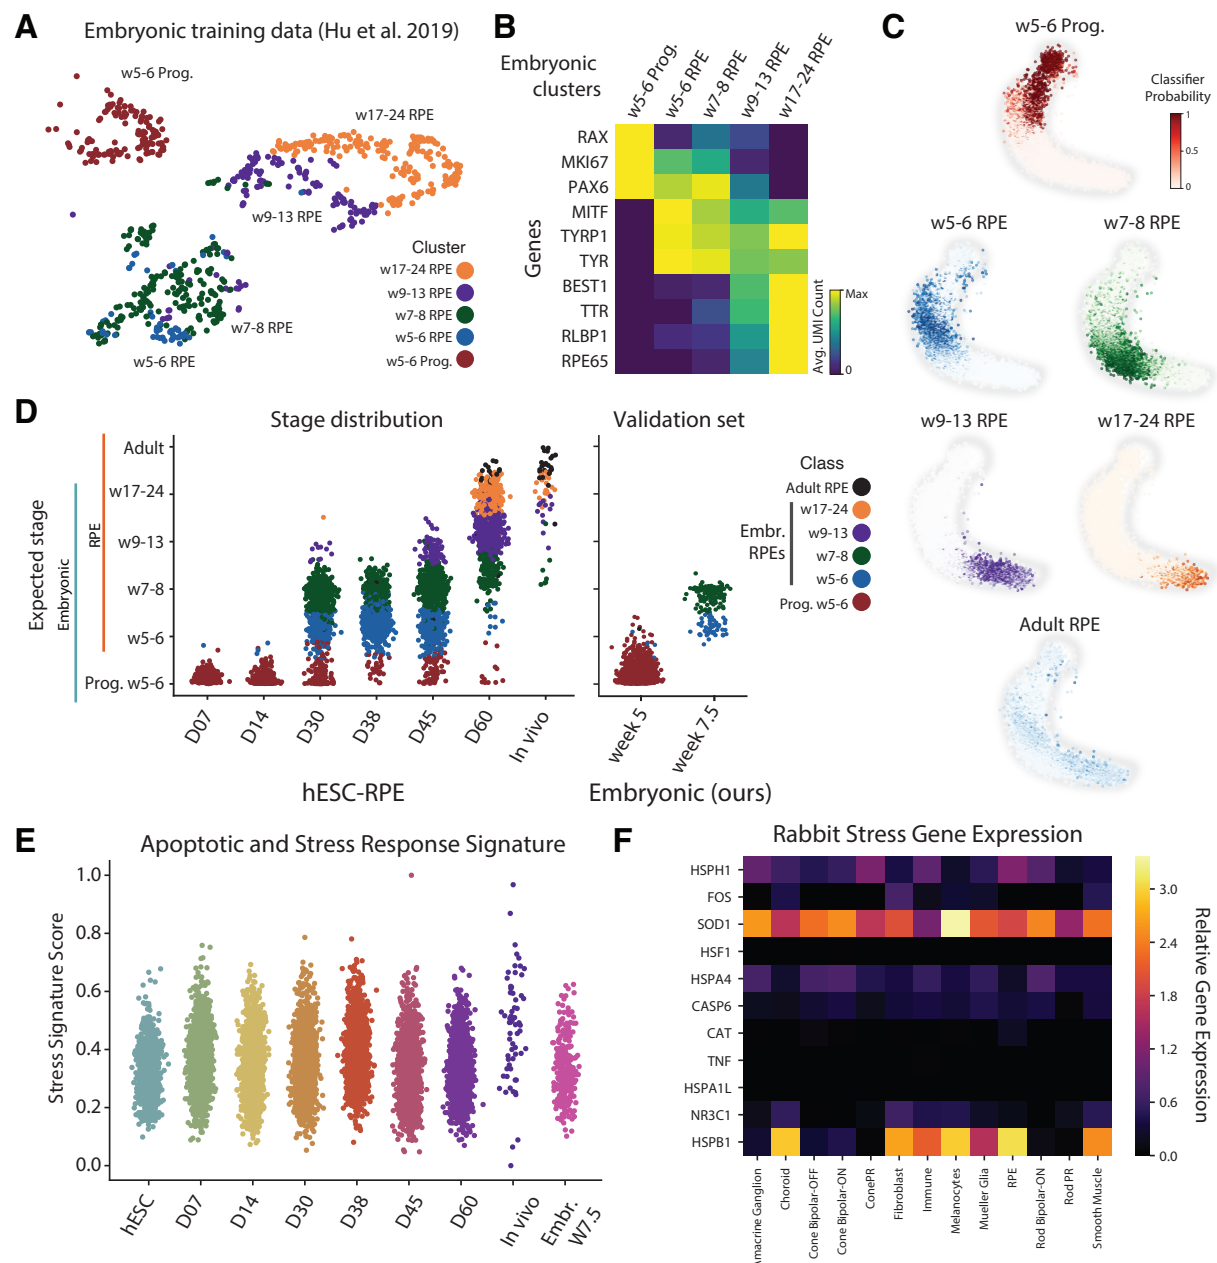 A
Embryonic training data (Hu et al. 2019)
w5-6 Prog.
w17-24 RPE
w9-13 RPE
w7-8 RPE
w5-6 RPE
Cluster
w17-24 RPE
w9-13 RPE
w7-8 RPE
w5-6 RPE
w5-6 Prog.
B
Embryonic
clusters
w5-6 Prog.
w5-6 RPE
w7-8 RPE
w9-13 RPE
w17-24 RPE
Genes
RAX
MKI67
PAX6
MITF
TYRP1
TYR
BEST1
TTR
RLBP1
RPE65
Avg. UMI Count
Max
0
C
w5-6 Prog.
Classifier
Probability
1
0.5
0
w5-6 RPE
w7-8 RPE
w9-13 RPE
w17-24 RPE
Adult RPE
D
Stage distribution
Validation set
Expected stage
Embryonic
RPE
Adult
w17-24
w9-13
w7-8
w5-6
Prog. w5-6
D07
D14
D30
D38
D45
D60
In vivo
hESC-RPE
week 5
week 7.5
Embryonic (ours)
Class
Adult RPE
Embr.
RPEs
w17-24
w9-13
w7-8
w5-6
Prog. w5-6
E
Apoptotic and Stress Response Signature
Stress Signature Score
1.0
0.8
0.6
0.4
0.2
0.0
hESC
D07
D14
D30
D38
D45
D60
In vivo
Embr.
W7.5
F
Rabbit Stress Gene Expression
HSPH1
FOS
SOD1
HSF1
HSPA4
CASP6
CAT
TNF
HSPA1L
NR3C1
HSPB1
macrine Ganglion
Choroid
Cone Bipolar-OFF
Cone Bipolar-ON
ConePR
Fibroblast
Immune
Melanocytes
Mueller Glia
RPE
Rod Bipolar-ON
Rod PR
Smooth Muscle
3.0
2.4
1.8
1.2
0.6
0.0
Relative Gene Expression